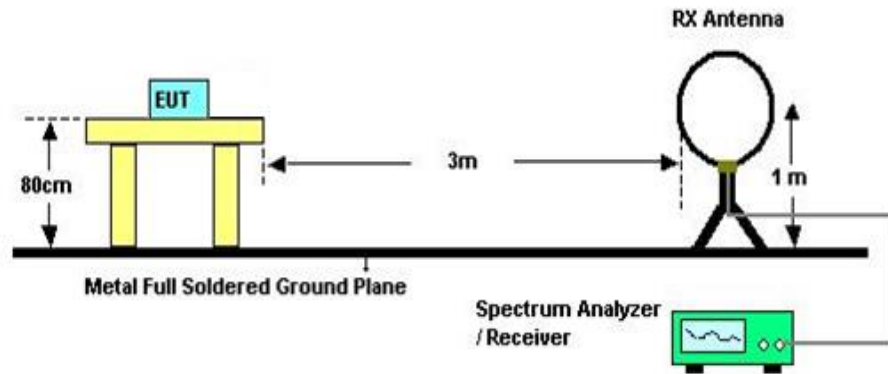 RX Antenna
EUT
80cm
3m
1 m
Metal Full Soldered Ground Plane
Spectrum Analyzer
/ Receiver